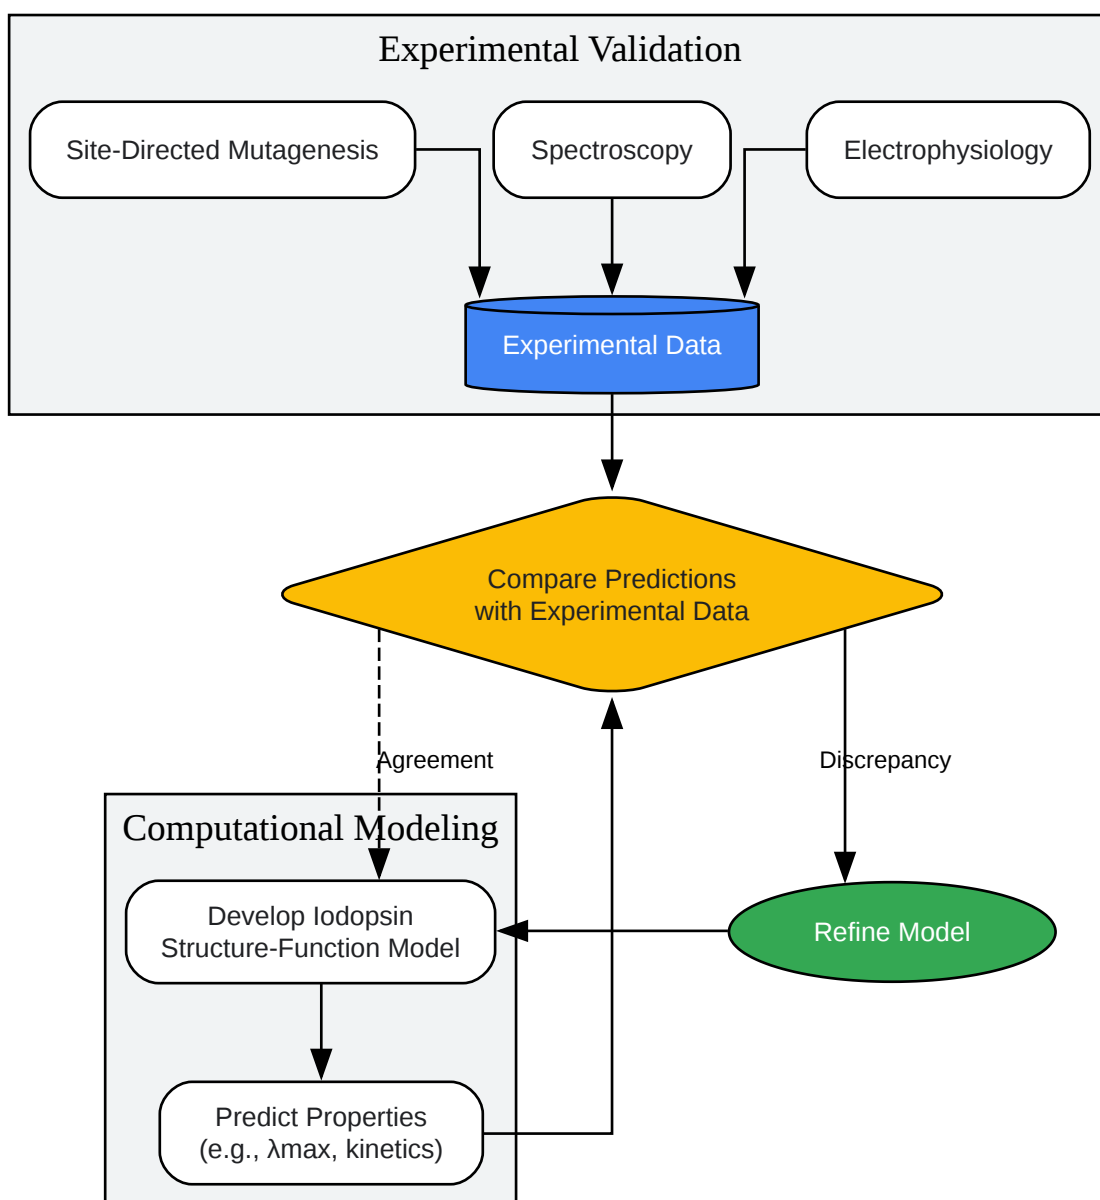 Experimental Validation
Site-Directed Mutagenesis
Spectroscopy
Electrophysiology
Experimental Data
Compare Predictions
with Experimental Data
Agreement
Discrepancy
Computational Modeling
Develop Iodopsin
Structure-Function Model
Refine Model
Predict Properties
(e.g., λmax, kinetics)